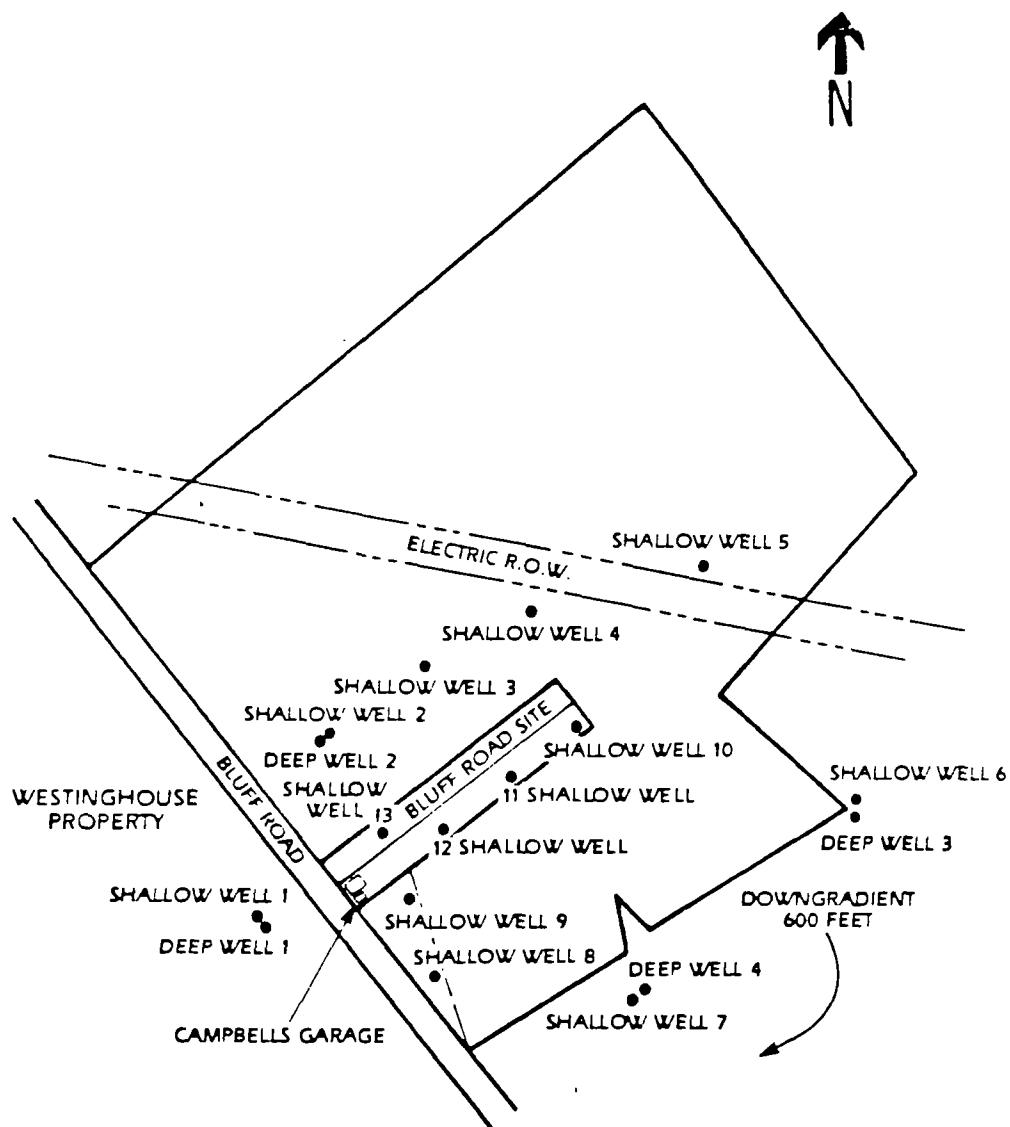 N
SHALLOW WELL 5
ELECTRIC R.O.W.
SHALLOW WELL 4
SHALLOW WELL 3
SHALLOW WELL 2
DEEP WELL 2
SHALLOW
WELL 13
BLUFF ROAD SITE
SHALLOW WELL 10
11 SHALLOW WELL
12 SHALLOW WELL
BLUFF ROAD
WESTINGHOUSE
PROPERTY
SHALLOW WELL 6
DEEP WELL 3
SHALLOW WELL 1
DEEP WELL 1
SHALLOW WELL 9
SHALLOW WELL 8
DOWNGRADIENT
600 FEET
DEEP WELL 4
SHALLOW WELL 7
CAMPBELLS GARAGE